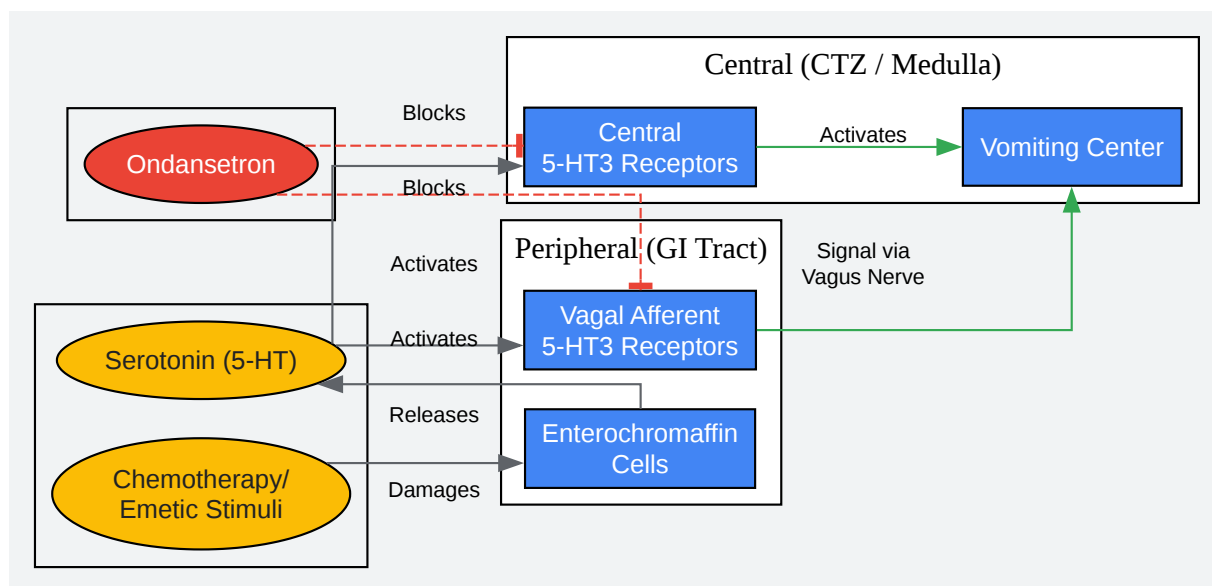 Central (CTZ / Medulla)
Blocks
Central
5-HT3 Receptors
Activates
Vomiting Center
Ondansetron
Blocks
Peripheral (GI Tract)
Signal via
Vagus Nerve
Activates
Vagal Afferent
5-HT3 Receptors
Activates
Serotonin (5-HT)
Releases
Enterochromaffin
Cells
Chemotherapy/
Emetic Stimuli
Damages